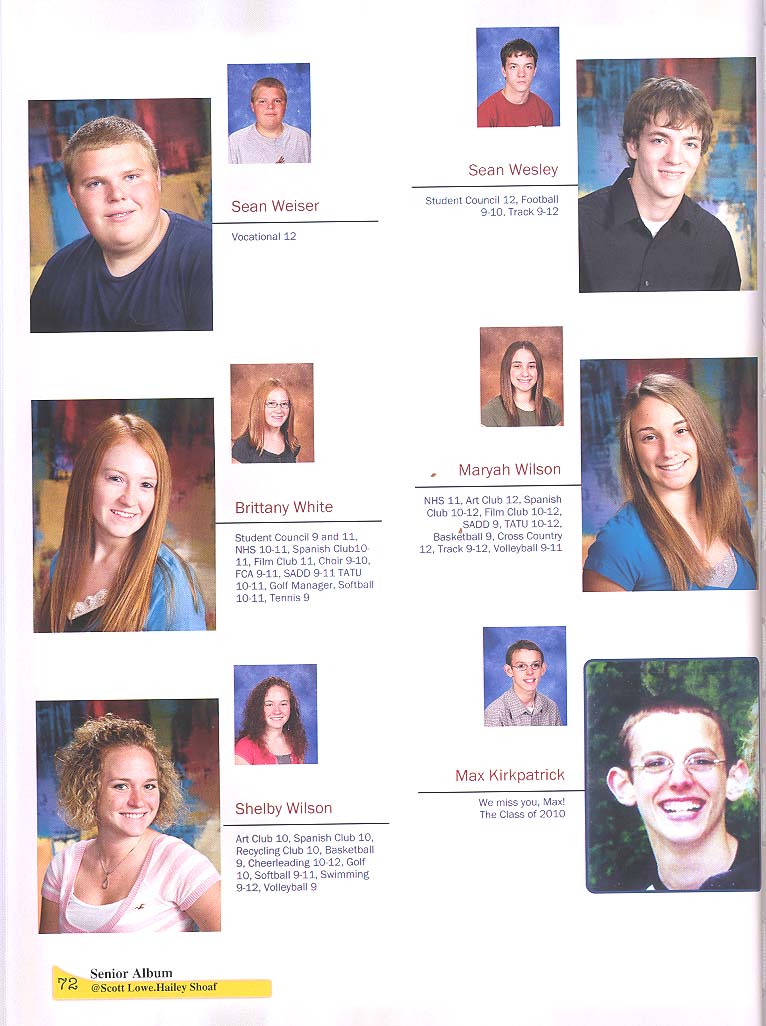 Sean Weiser
Vocational 12
Sean Wesley
Student Council 12, Football
9-10, Track 9-12
Brittany White
Student Council 9 and 11,
NHS 10-11, Spanish Club10-
11, Film Club 11, Choir 9-10,
FCA 9-11, SADD 9-11 TATU
10-11, Golf Manager, Softball
10-11, Tennis 9
Maryah Wilson
NHS 11, Art Club 12, Spanish
Club 10-12, Film Club 10-12,
SADD 9, TATU 10-12,
Basketball 9, Cross Country
12, Track 9-12, Volleyball 9-11
Shelby Wilson
Art Club 10, Spanish Club 10,
Recycling Club 10, Basketball
9, Cheerleading 10-12, Golf
10, Softball 9-11, Swimming
9-12, Volleyball 9
Max Kirkpatrick
We miss you, Max!
The Class of 2010
72
Senior Album
@Scott Lowe.Hailey Shoaf